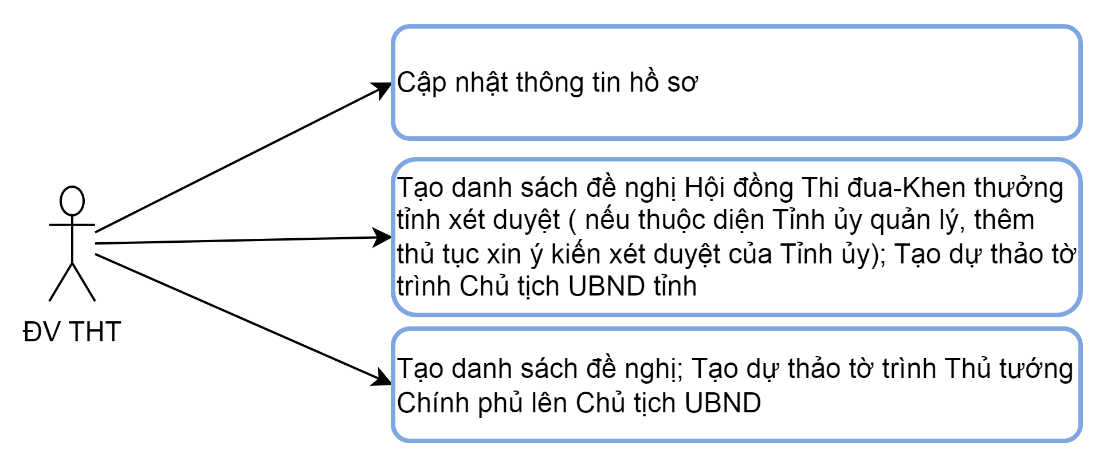 Cập nhật thông tin hồ sơ
Tạo danh sách đề nghị Hội đồng Thi đua-Khen thưởng
tỉnh xét duyệt ( nếu thuộc diện Tỉnh ủy quản lý, thêm
thủ tục xin ý kiến xét duyệt của Tỉnh ủy); Tạo dự thảo tờ
trình Chủ tịch UBND tỉnh
ĐV THT
Tạo danh sách đề nghị; Tạo dự thảo tờ trình Thủ tướng
Chính phủ lên Chủ tịch UBND